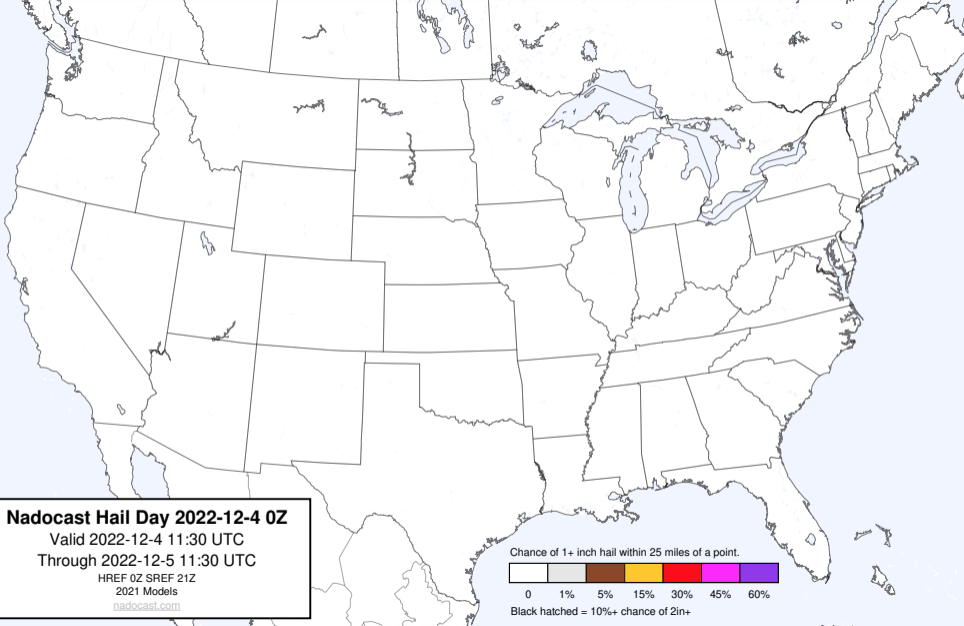 Nadocast Hail Day 2022-12-4 0Z
Valid 2022-12-4 11:30 UTC
Through 2022-12-5 11:30 UTC
HREF 0Z SREF 21Z
2021 Models
nadocast.com
Chance of 1+ inch hail within 25 miles of a point.
0 1% 5% 15% 30% 45% 60%
Black hatched = 10%+ chance of 2in+